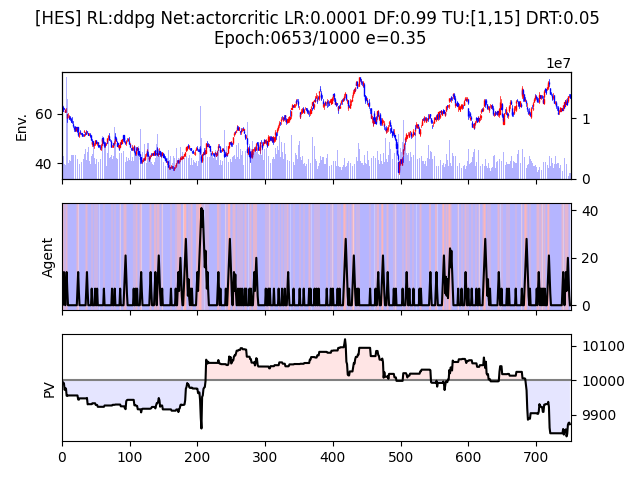 [HES] RL:ddpg Net:actorcritic LR:0.0001 DF:0.99 TU:[1,15] DRT:0.05
Epoch:0653/1000 e=0.35
1e7
Env.
60
40
1
0
Agent
40
20
0
PV
10100
10000
9900
0 100 200 300 400 500 600 700